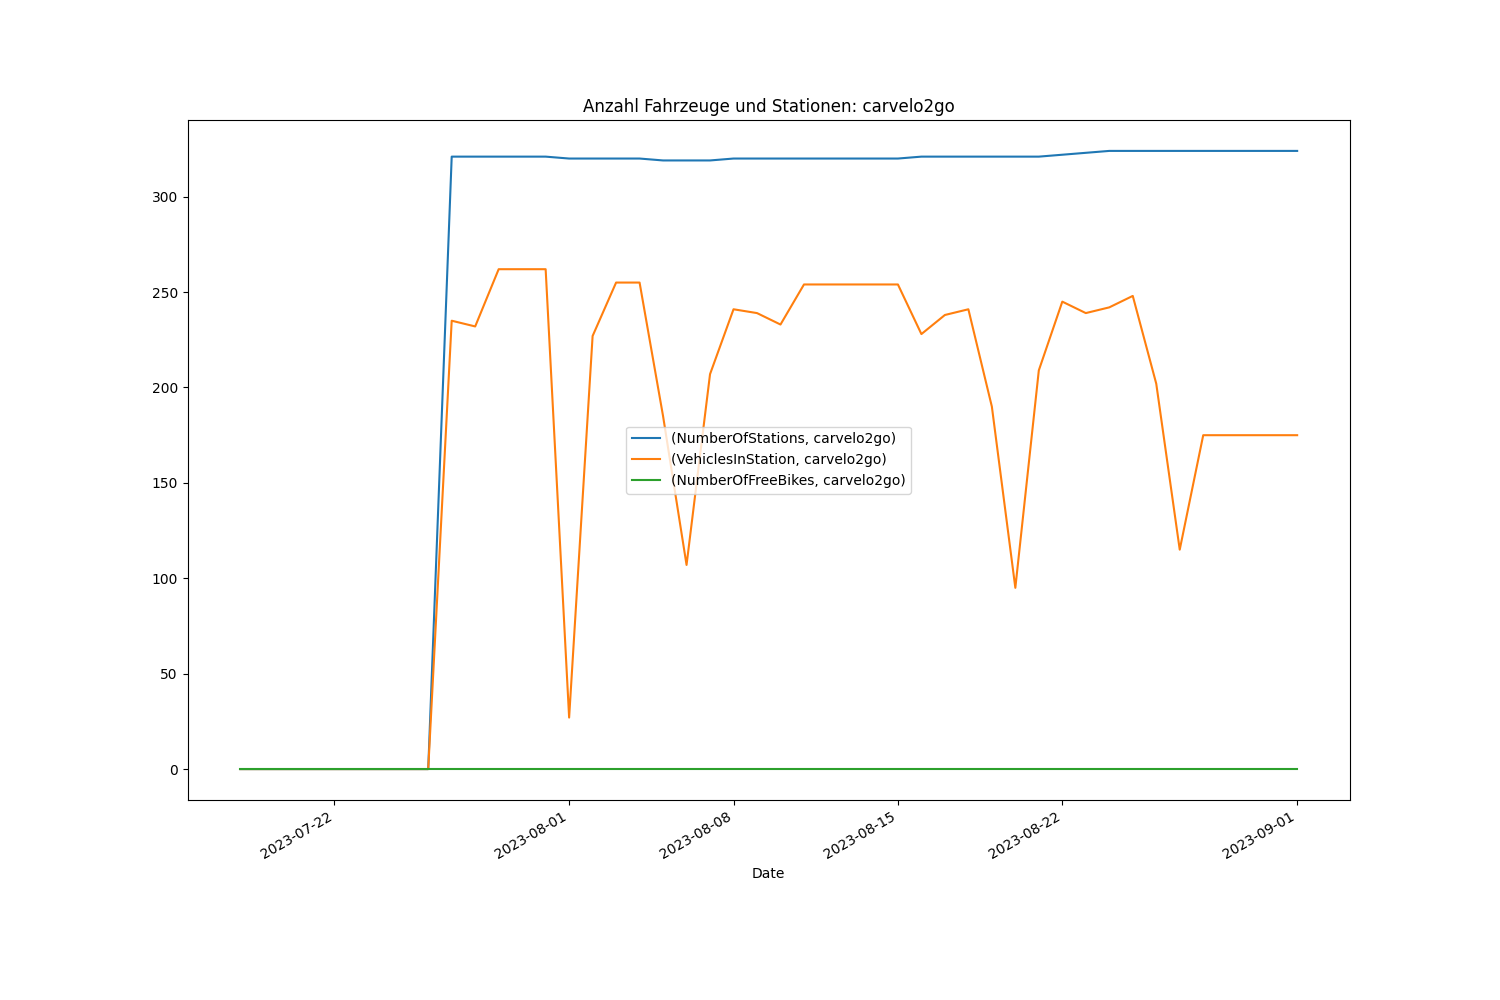 Anzahl Fahrzeuge und Stationen: carvelo2go
300
250
200
150
100
50
0
(NumberOfStations, carvelo2go)
(VehiclesInStation, carvelo2go)
(NumberOfFreeBikes, carvelo2go)
2023-07-22
2023-08-01
2023-08-08
2023-08-15
2023-08-22
2023-09-01
Date